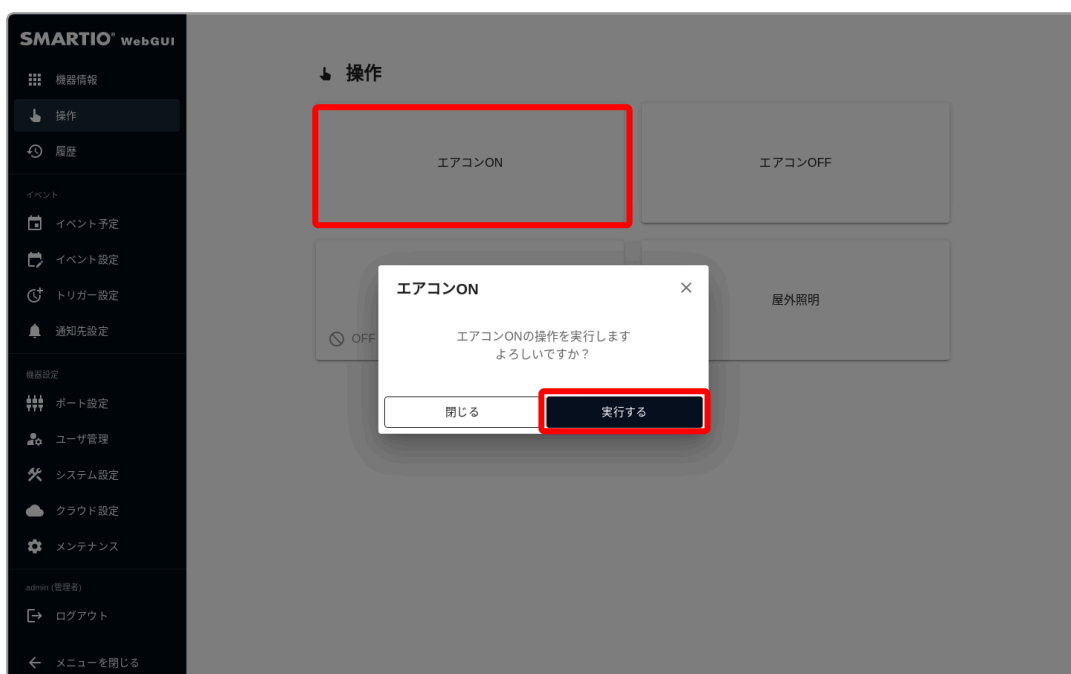 SMARTIO® WebGUI
機器情報
操作
履歴
イベント
イベント予定
イベント設定
トリガー設定
通知先設定
機器設定
ポート設定
ユーザ管理
システム設定
クラウド設定
メンテナンス
admin (管理者)
ログアウト
メニューを閉じる
操作
エアコンON
エアコンOFF
OFF
屋外照明
エアコンON
エアコンONの操作を実行します
よろしいですか？
閉じる
実行する